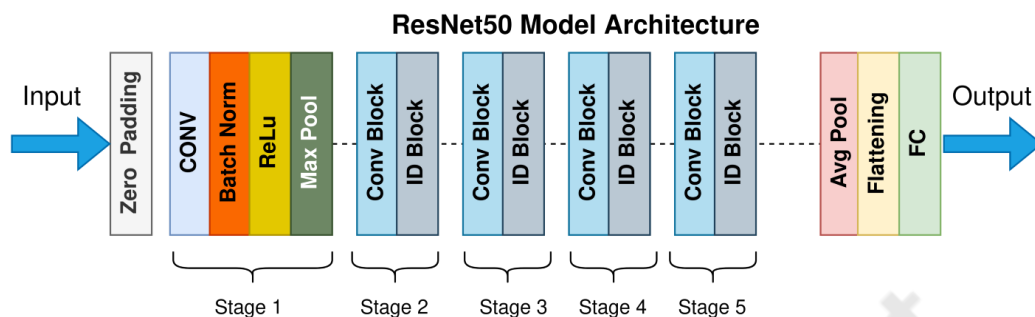 ResNet50 Model Architecture
Input
Zero Padding
CONV
Batch Norm
ReLu
Max Pool
Conv Block
ID Block
Conv Block
ID Block
Conv Block
ID Block
Conv Block
ID Block
Avg Pool
Flattening
FC
Output
Stage 1
Stage 2
Stage 3
Stage 4
Stage 5